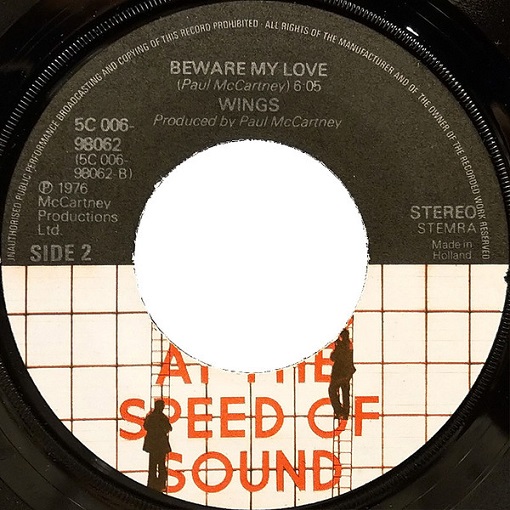 UNAUTHORISED PUBLIC PERFORMANCE BROADCASTING AND COPYING OF THIS RECORD PROHIBITED · ALL RIGHTS OF THE MANUFACTURER AND OF THE OWNER OF THE RECORDED WORK RESERVED
BEWARE MY LOVE
(Paul McCartney) 6:05
WINGS
Produced by Paul McCartney
5C 006-
98062
(5C 006-
98062-B)
Ⓟ 1976
McCartney
Productions
Ltd.
SIDE 2
STEREO
STEMRA
Made in
Holland
AT THE
SPEED OF
SOUND